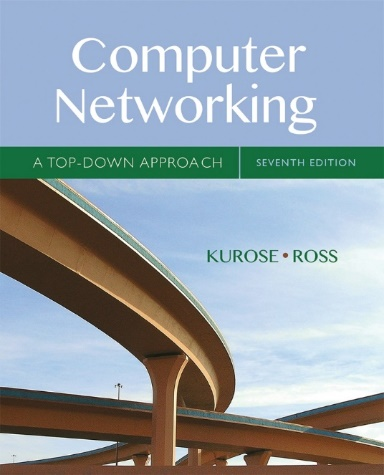 Computer
Networking
A TOP-DOWN APPROACH SEVENTH EDITION
KUROSE • ROSS